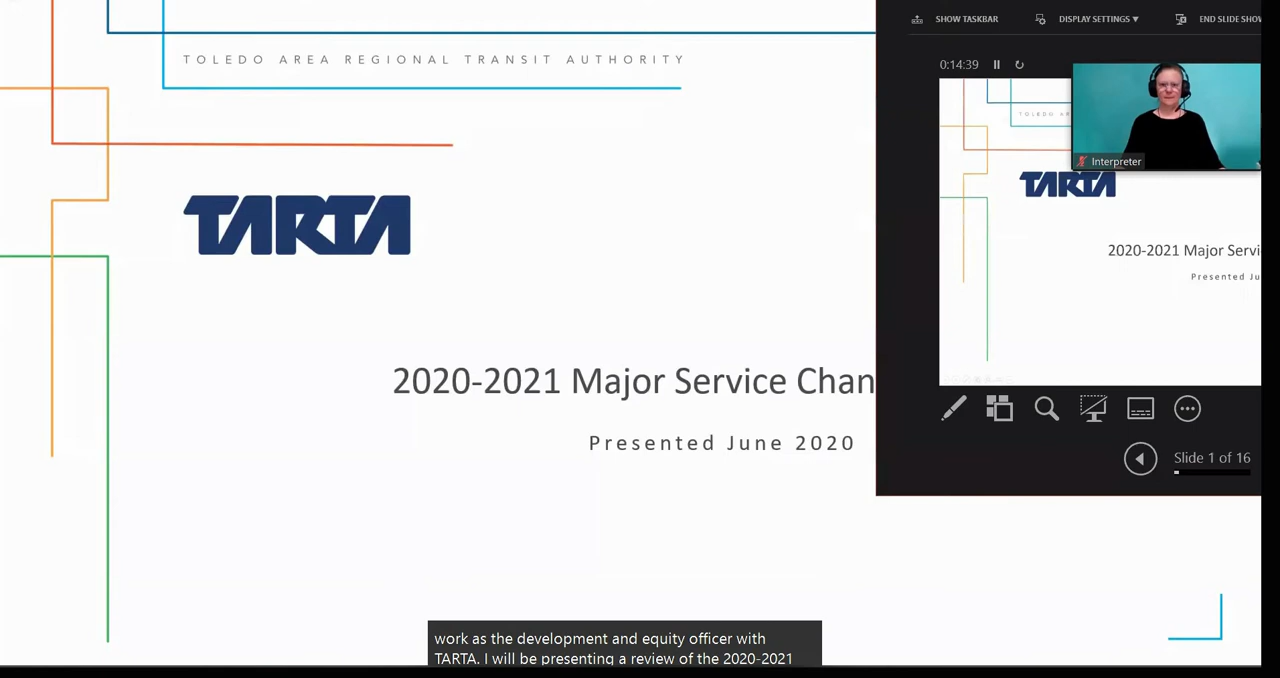 TOLEDO AREA REGIONAL TRANSIT AUTHORITY
TARTA
2020-2021 Major Service Chan
Presented June 2020
SHOW TASKBAR
DISPLAY SETTINGS ▼
END SLIDE SHOW
0:14:39
TOLEDO AR
Interpreter
TARTA
2020-2021 Major Servi
Presented Ju
Slide 1 of 16
work as the development and equity officer with
TARTA. I will be presenting a review of the 2020-2021